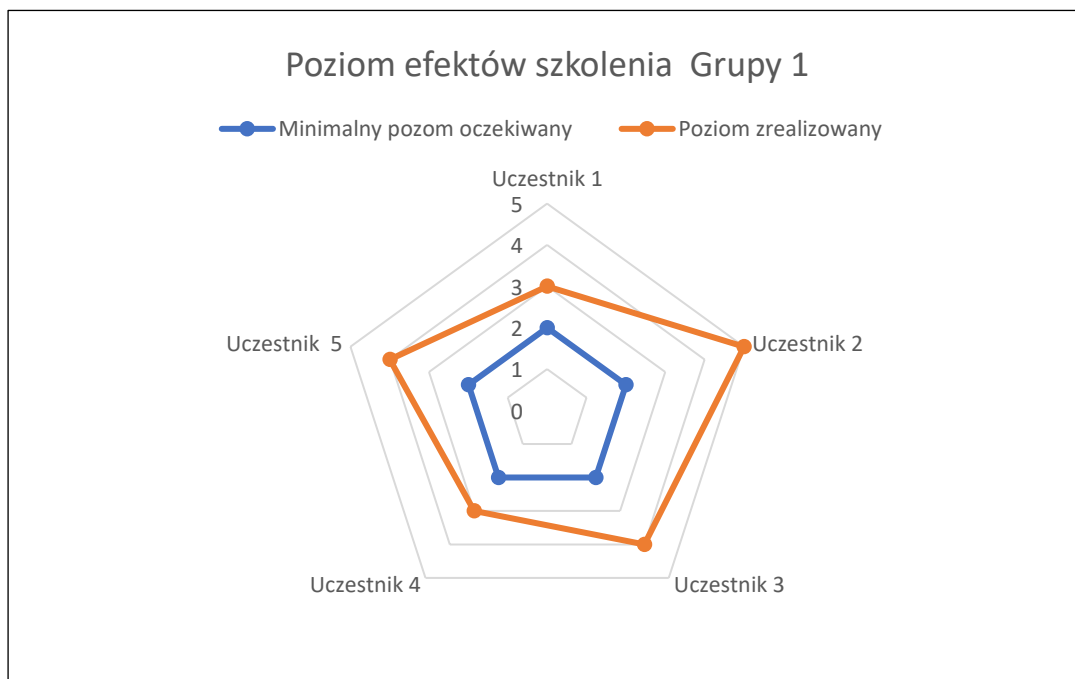 Poziom efektów szkolenia  Grupy 1
Minimalny pozom oczekiwany
Poziom zrealizowany
Uczestnik 1
5
4
3
2
1
0
Uczestnik 2
Uczestnik 3
Uczestnik 4
Uczestnik  5